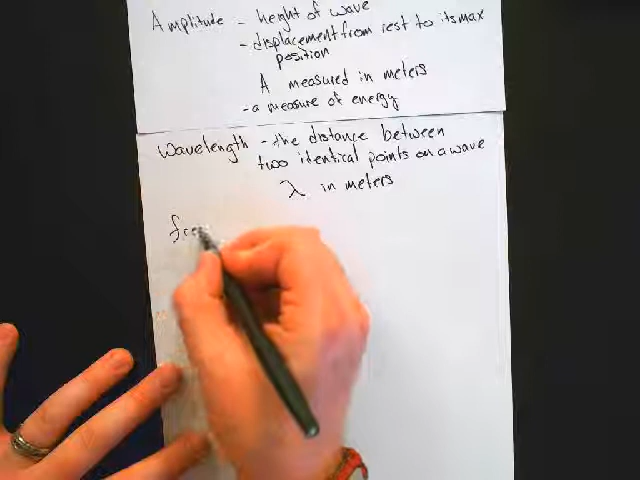 Amplitude - height of wave
- displacement from rest to its max
position
A measured in meters
- a measure of energy
Wavelength - the distance between
two identical points on a wave
λ in meters
fre